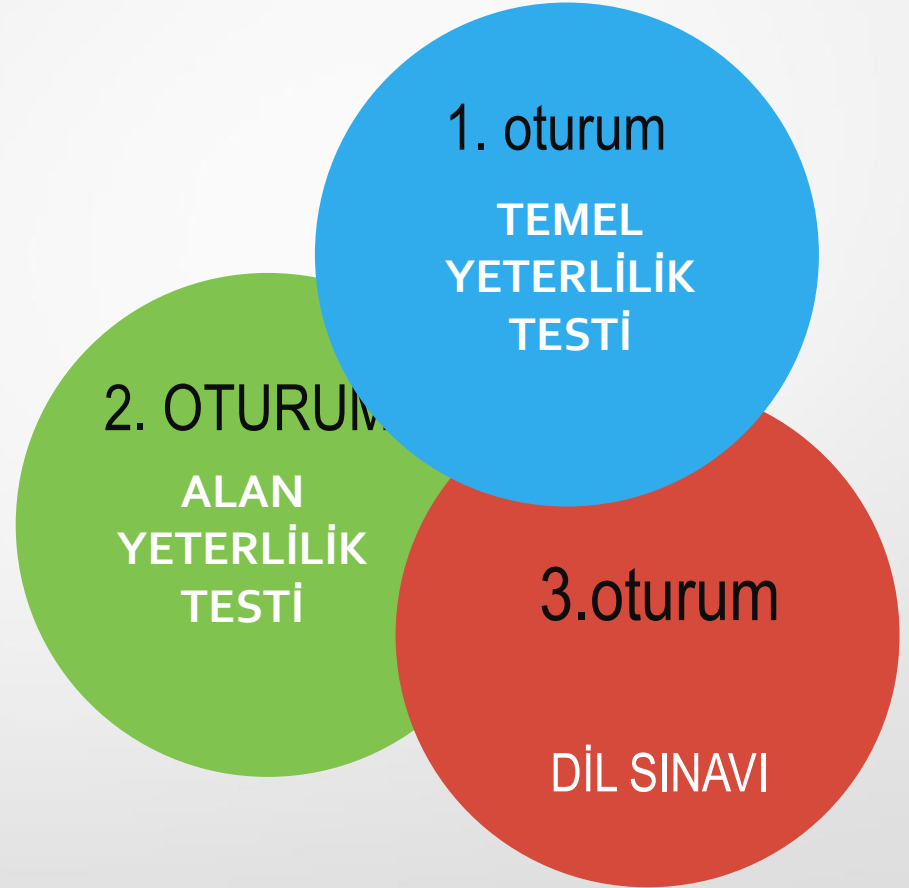 1. oturum
TEMEL
YETERLİLİK
TESTİ
2. OTURUM
ALAN
YETERLİLİK
TESTİ
3.oturum
DİL SINAVI